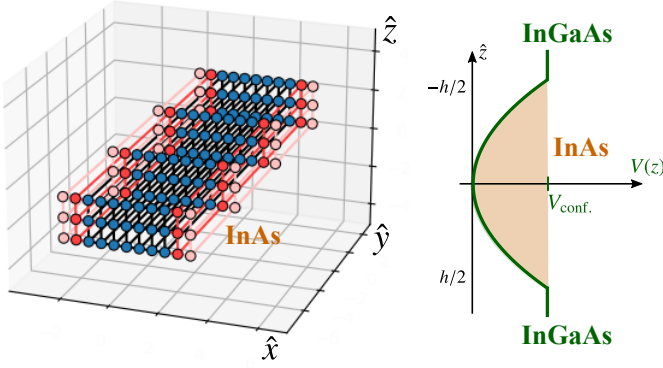 ẑ
InAs
ŷ
x̂
InGaAs
ẑ
-h/2
InAs
V(z)
V_conf.
h/2
InGaAs